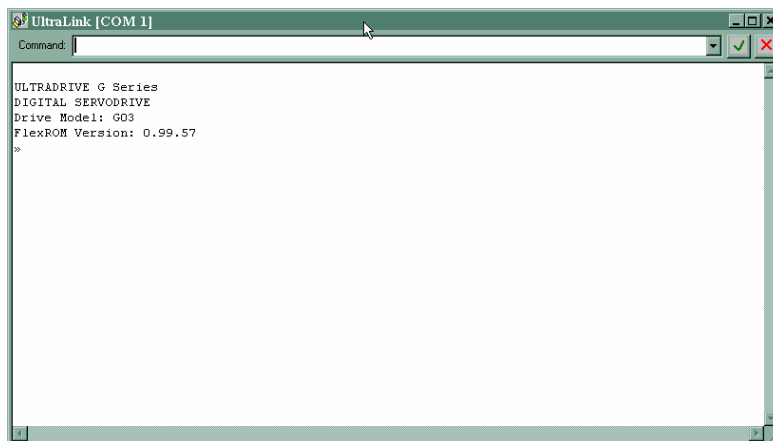 UltraLink [COM 1]
Command:
ULTRADRIVE G Series
DIGITAL SERVODRIVE
Drive Model: G03
FlexROM Version: 0.99.57
»